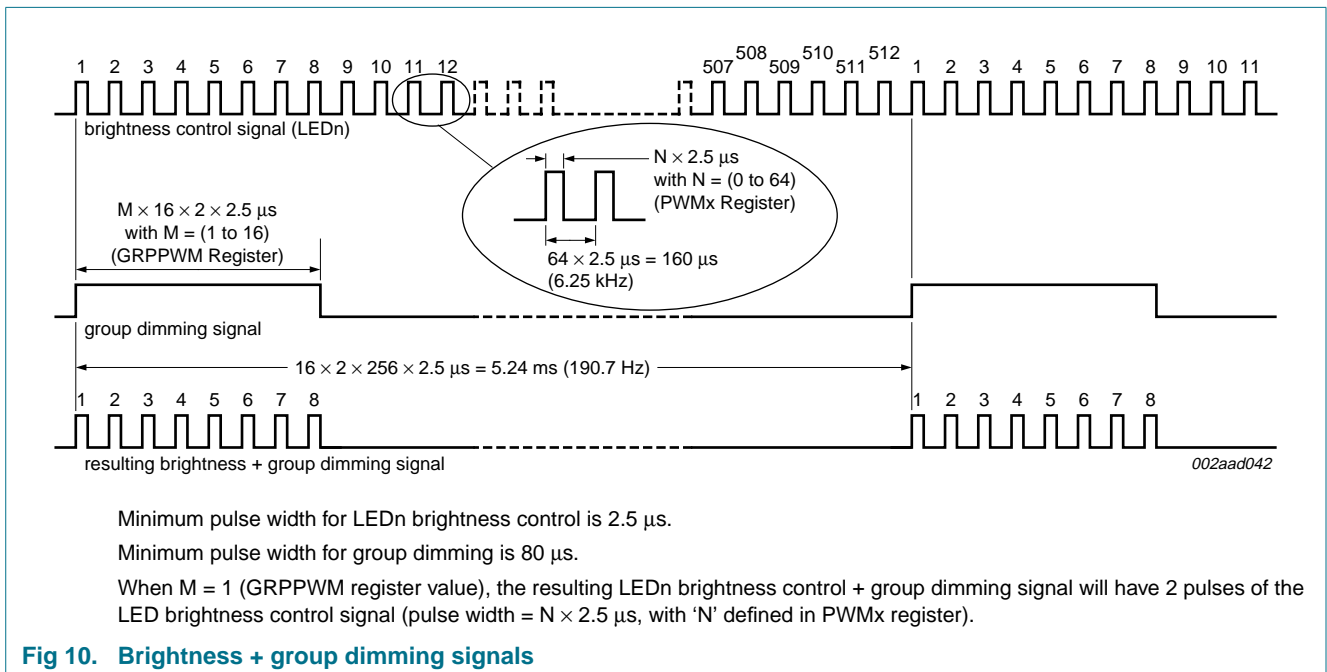 1 2 3 4 5 6 7 8 9 10 11 12 507 508 509 510 511 512 1 2 3 4 5 6 7 8 9 10 11
brightness control signal (LEDn)
N × 2.5 μs
with N = (0 to 64)
(PWMx Register)
M × 16 × 2 × 2.5 μs
with M = (1 to 16)
(GRPPWM Register)
64 × 2.5 μs = 160 μs
(6.25 kHz)
group dimming signal
16 × 2 × 256 × 2.5 μs = 5.24 ms (190.7 Hz)
1 2 3 4 5 6 7 8 1 2 3 4 5 6 7 8
resulting brightness + group dimming signal
002aad042
Minimum pulse width for LEDn brightness control is 2.5 μs.
Minimum pulse width for group dimming is 80 μs.
When M = 1 (GRPPWM register value), the resulting LEDn brightness control + group dimming signal will have 2 pulses of the
LED brightness control signal (pulse width = N × 2.5 μs, with ‘N’ defined in PWMx register).
Fig 10. Brightness + group dimming signals